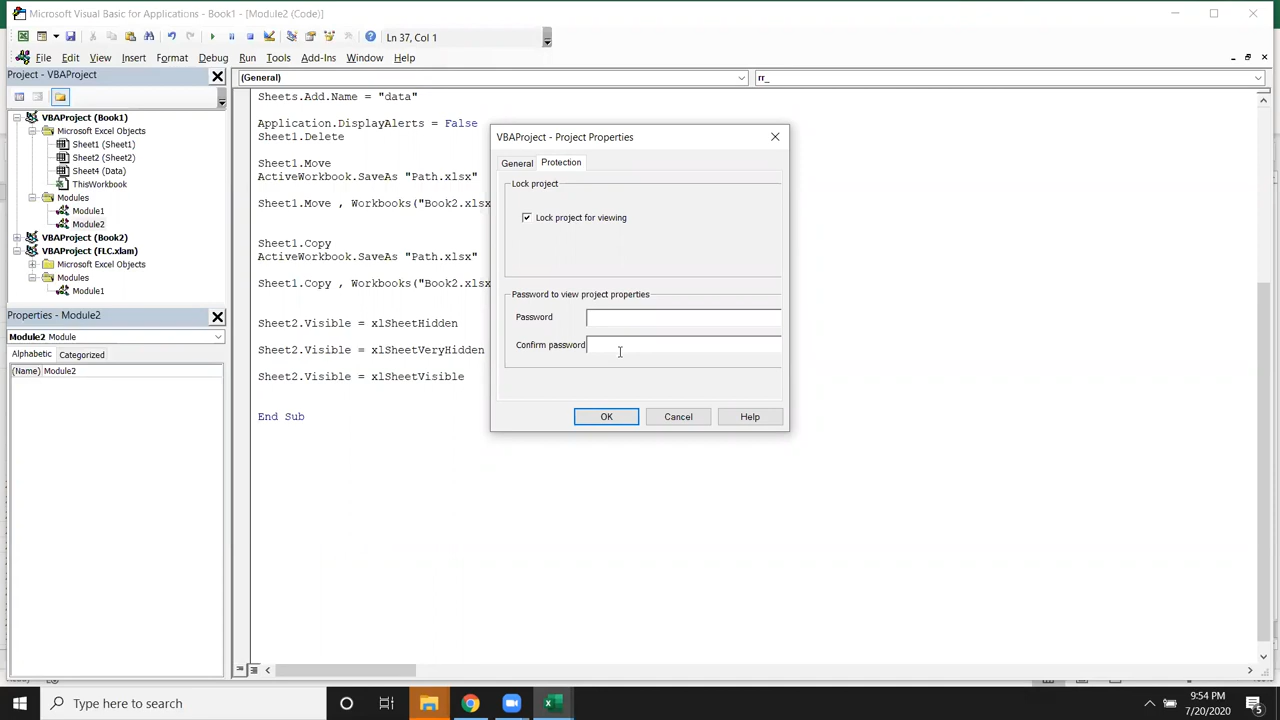 Microsoft Visual Basic for Applications - Book1 - [Module2 (Code)]
Ln 37, Col 1
File Edit View Insert Format Debug Run Tools Add-Ins Window Help
Project - VBAProject
VBAProject (Book1)
Microsoft Excel Objects
Sheet1 (Sheet1)
Sheet2 (Sheet2)
Sheet4 (Data)
ThisWorkbook
Modules
Module1
Module2
VBAProject (Book2)
VBAProject (FLC.xlam)
Microsoft Excel Objects
Modules
Module1
Properties - Module2
Module2 Module
Alphabetic Categorized
(Name) Module2
(General) rr_
Sheets.Add.Name = "data"
Application.DisplayAlerts = False
Sheet1.Delete
Sheet1.Move
ActiveWorkbook.SaveAs "Path.xlsx"
Sheet1.Move , Workbooks("Book2.xlsx
Sheet1.Copy
ActiveWorkbook.SaveAs "Path.xlsx"
Sheet1.Copy , Workbooks("Book2.xlsx
Sheet2.Visible = xlSheetHidden
Sheet2.Visible = xlSheetVeryHidden
Sheet2.Visible = xlSheetVisible
End Sub
VBAProject - Project Properties
General Protection
Lock project
Lock project for viewing
Password to view project properties
Password
Confirm password
OK Cancel Help
Type here to search
9:54 PM
7/20/2020
5